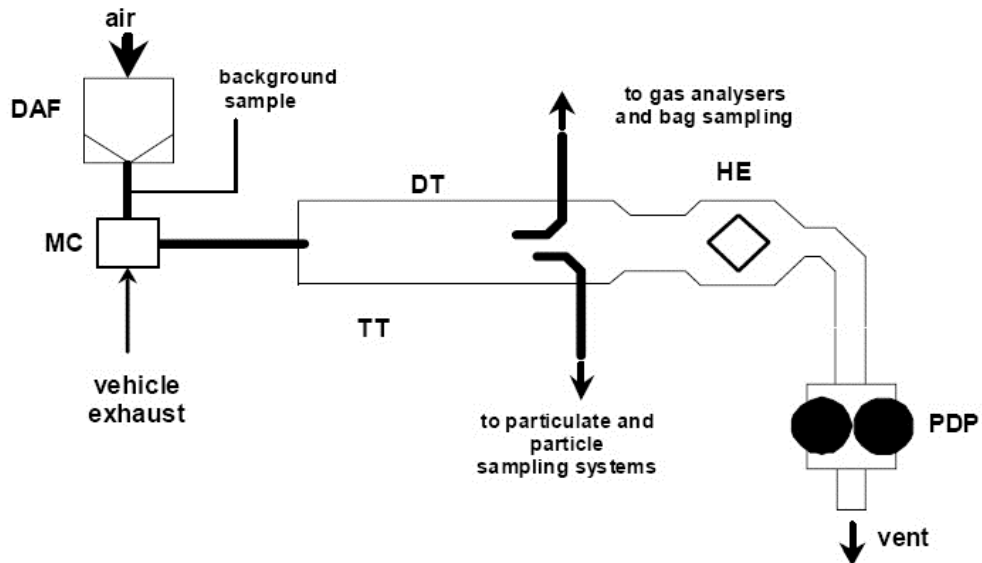 air
DAF
background
sample
to gas analysers
and bag sampling
DT
HE
MC
TT
vehicle
exhaust
to particulate and
particle
sampling systems
PDP
vent